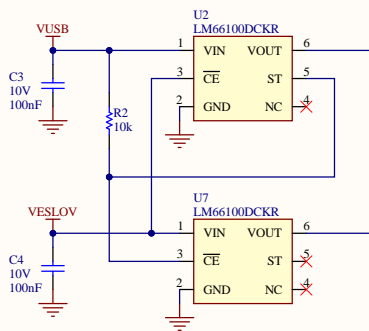 VUSB
U2
LM66100DCKR
1 VIN VOUT 6
3 CE ST 5
2 GND NC 4
C3
10V
100nF
R2
10k
VESLOV
U7
LM66100DCKR
1 VIN VOUT 6
3 CE ST 5
2 GND NC 4
C4
10V
100nF